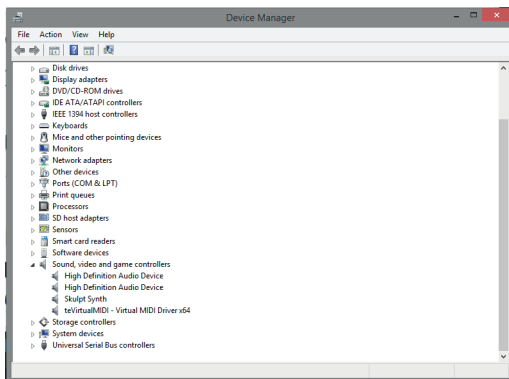 Device Manager
File Action View Help
Disk drives
Display adapters
DVD/CD-ROM drives
IDE ATA/ATAPI controllers
IEEE 1394 host controllers
Keyboards
Mice and other pointing devices
Monitors
Network adapters
Other devices
Ports (COM & LPT)
Print queues
Processors
SD host adapters
Sensors
Smart card readers
Software devices
Sound, video and game controllers
High Definition Audio Device
High Definition Audio Device
Skulpt Synth
teVirtualMIDI - Virtual MIDI Driver x64
Storage controllers
System devices
Universal Serial Bus controllers